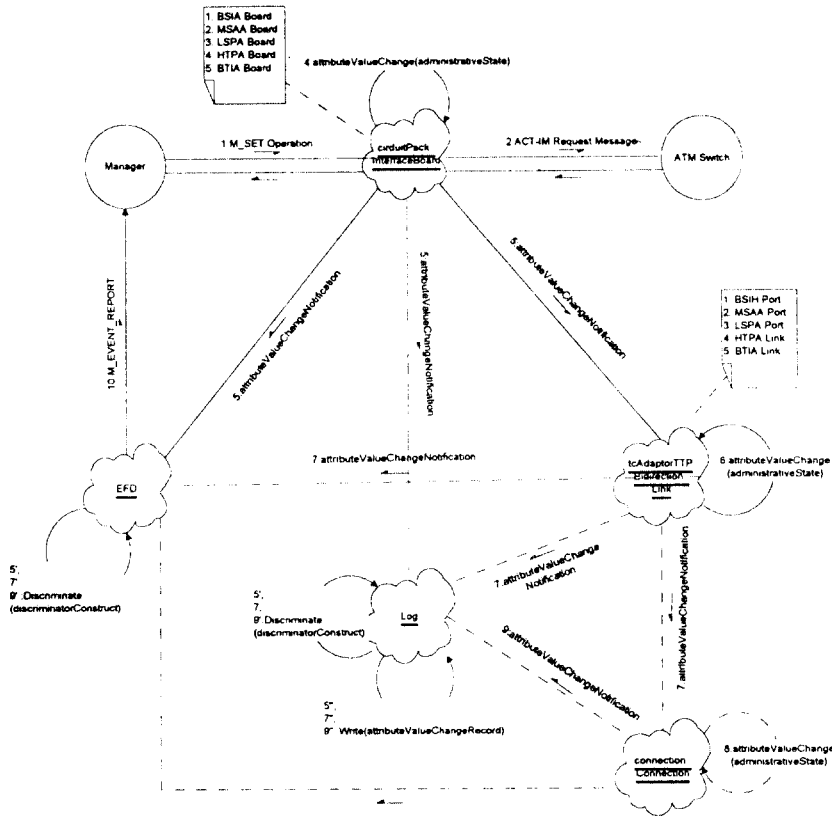 1. BSIA Board
2. MSAA Board
3 LSPA Board
4 HTPA Board
5 BTIA Board
4.attributeValueChange(administrativeState)
Manager
1 M_SET Operation
circuitPack
InterfaceBoard
2 ACT-IM Request Message
ATM Switch
10 M_EVENT_REPORT
5.attributeValueChangeNotification
5.attributeValueChangeNotification
5.attributeValueChangeNotification
1 BSIH Port
2 MSAA Port
3 LSPA Port
4 HTPA Link
5 BTIA Link
7.attributeValueChangeNotification
EFD
tcAdaptorTTP
Bidirection
Link
6.attributeValueChange
(administrativeState)
5',
7'
9'.Discriminate
(discriminatorConstruct)
7.attributeValueChange
Notification
7.attributeValueChangeNotification
5',
7,
9'.Discriminate
(discriminatorConstruct)
Log
9.attributeValueChangeNotification
5",
7",
9" Write(attributeValueChangeRecord)
connection
Connection
8.attributeValueChange
(administrativeState)